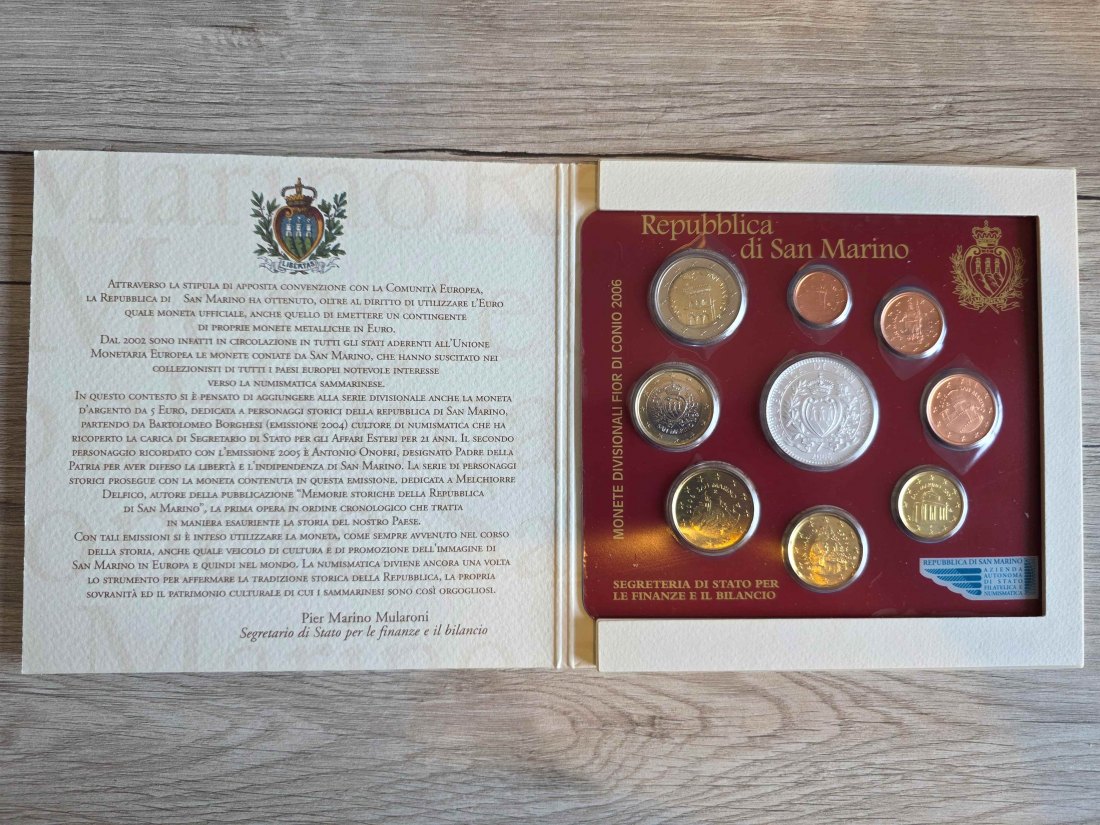 LIBERTAS
Attraverso la stipula di apposita convenzione con la Comunità Europea,
la Repubblica di San Marino ha ottenuto, oltre al diritto di utilizzare l'Euro
quale moneta ufficiale, anche quello di emettere un contingente
di proprie monete metalliche in Euro.
Dal 2002 sono infatti in circolazione in tutti gli stati aderenti all'Unione
Monetaria Europea le monete coniate da San Marino, che hanno suscitato nei
collezionisti di tutti i paesi europei notevole interesse
verso la numismatica sammarinese.
In questo contesto si è pensato di aggiungere alla serie divisionale anche la moneta
d'argento da 5 Euro, dedicata a personaggi storici della repubblica di San Marino,
partendo da Bartolomeo Borghesi (emissione 2004) cultore di numismatica che ha
ricoperto la carica di Segretario di Stato per gli Affari Esteri per 21 anni. Il secondo
personaggio ricordato con l'emissione 2005 è Antonio Onofri, designato Padre della
Patria per aver difeso la libertà e l'indipendenza di San Marino. La serie di personaggi
storici prosegue con la moneta contenuta in questa emissione, dedicata a Melchiorre
Delfico, autore della pubblicazione "Memorie storiche della Repubblica
di San Marino", la prima opera in ordine cronologico che tratta
in maniera esauriente la storia del nostro Paese.
Con tali emissioni si è inteso utilizzare la moneta, come sempre avvenuto nel corso
della storia, anche quale veicolo di cultura e di promozione dell'immagine di
San Marino in Europa e quindi nel mondo. La numismatica diviene ancora una volta
lo strumento per affermare la tradizione storica della Repubblica, la propria
sovranità ed il patrimonio culturale di cui i sammarinesi sono così orgogliosi.
Pier Marino Mularoni
Segretario di Stato per le finanze e il bilancio
Repubblica
di San Marino
MONETE DIVISIONALI FIOR DI CONIO 2006
SEGRETERIA DI STATO PER
LE FINANZE E IL BILANCIO
REPUBBLICA DI SAN MARINO
AZIENDA
AUTONOMA
DI STATO
FILATELICA E
NUMISMATICA